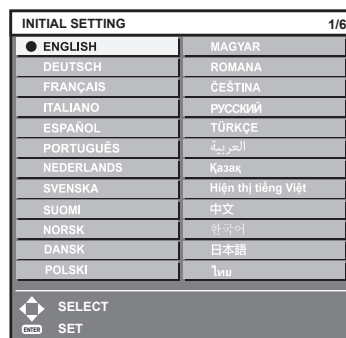 INITIAL SETTING 1/6
ENGLISH
DEUTSCH
FRANÇAIS
ITALIANO
ESPAÑOL
PORTUGUÊS
NEDERLANDS
SVENSKA
SUOMI
NORSK
DANSK
POLSKI
MAGYAR
ROMANA
ČEŠTINA
РУССКИЙ
TÜRKÇE
العربية
Қазақ
Hiện thị tiếng Việt
中文
한국어
日本語
ไทย
SELECT
ENTER SET